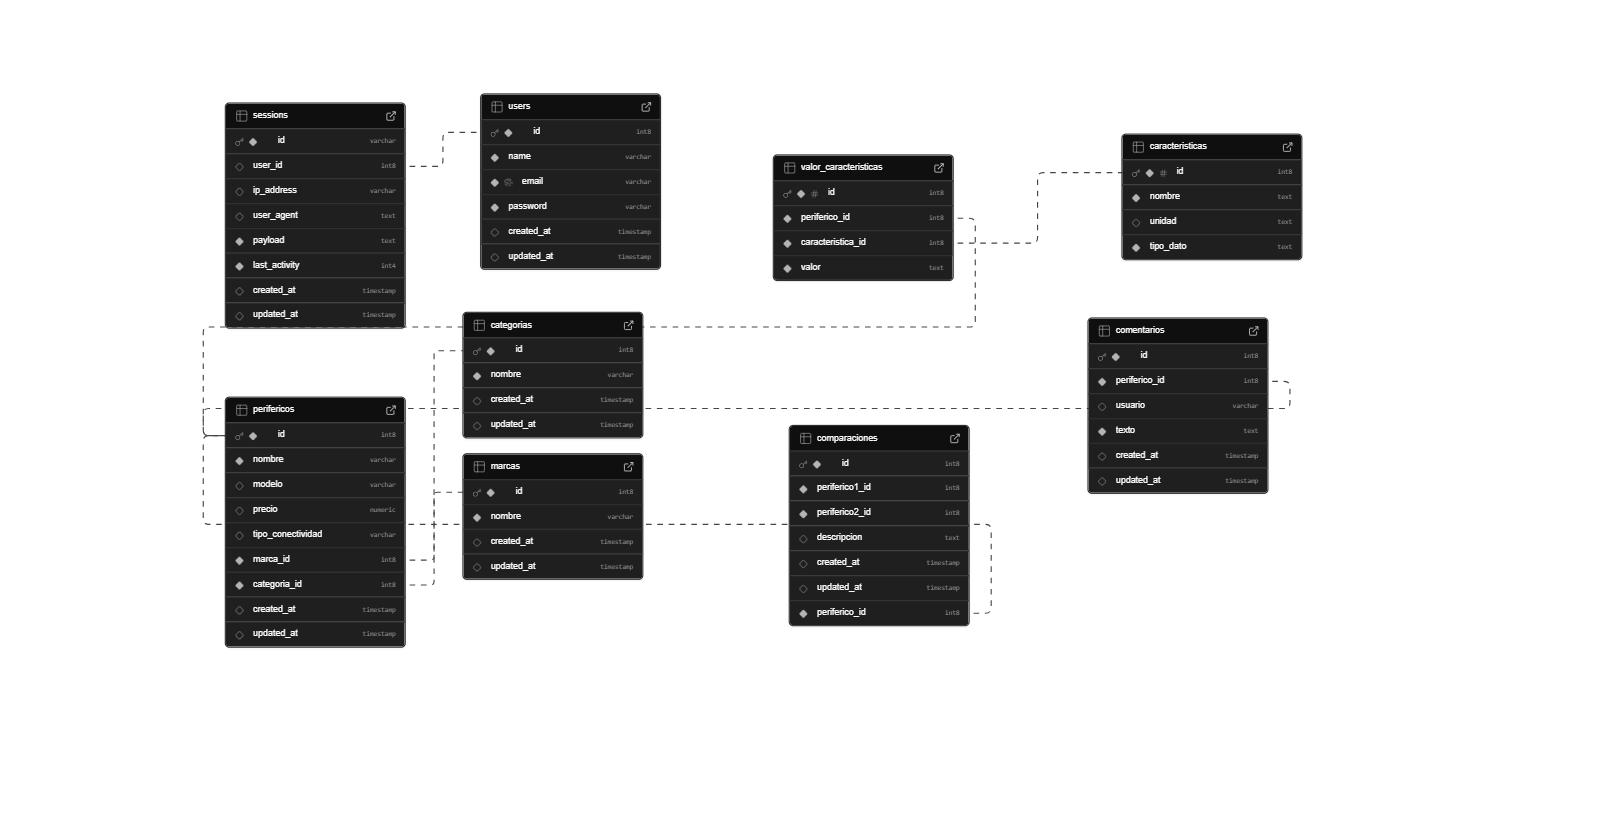 sessions
id varchar
user_id int8
ip_address varchar
user_agent text
payload text
last_activity int4
created_at timestamp
updated_at timestamp
users
id int8
name varchar
email varchar
password varchar
created_at timestamp
updated_at timestamp
valor_caracteristicas
# id int8
periferico_id int8
caracteristica_id int8
valor text
caracteristicas
# id int8
nombre text
unidad text
tipo_dato text
categorias
id int8
nombre varchar
created_at timestamp
updated_at timestamp
comentarios
id int8
periferico_id int8
usuario varchar
texto text
created_at timestamp
updated_at timestamp
perifericos
id int8
nombre varchar
modelo varchar
precio numeric
tipo_conectividad varchar
marca_id int8
categoria_id int8
created_at timestamp
updated_at timestamp
marcas
id int8
nombre varchar
created_at timestamp
updated_at timestamp
comparaciones
id int8
periferico1_id int8
periferico2_id int8
descripcion text
created_at timestamp
updated_at timestamp
periferico_id int8